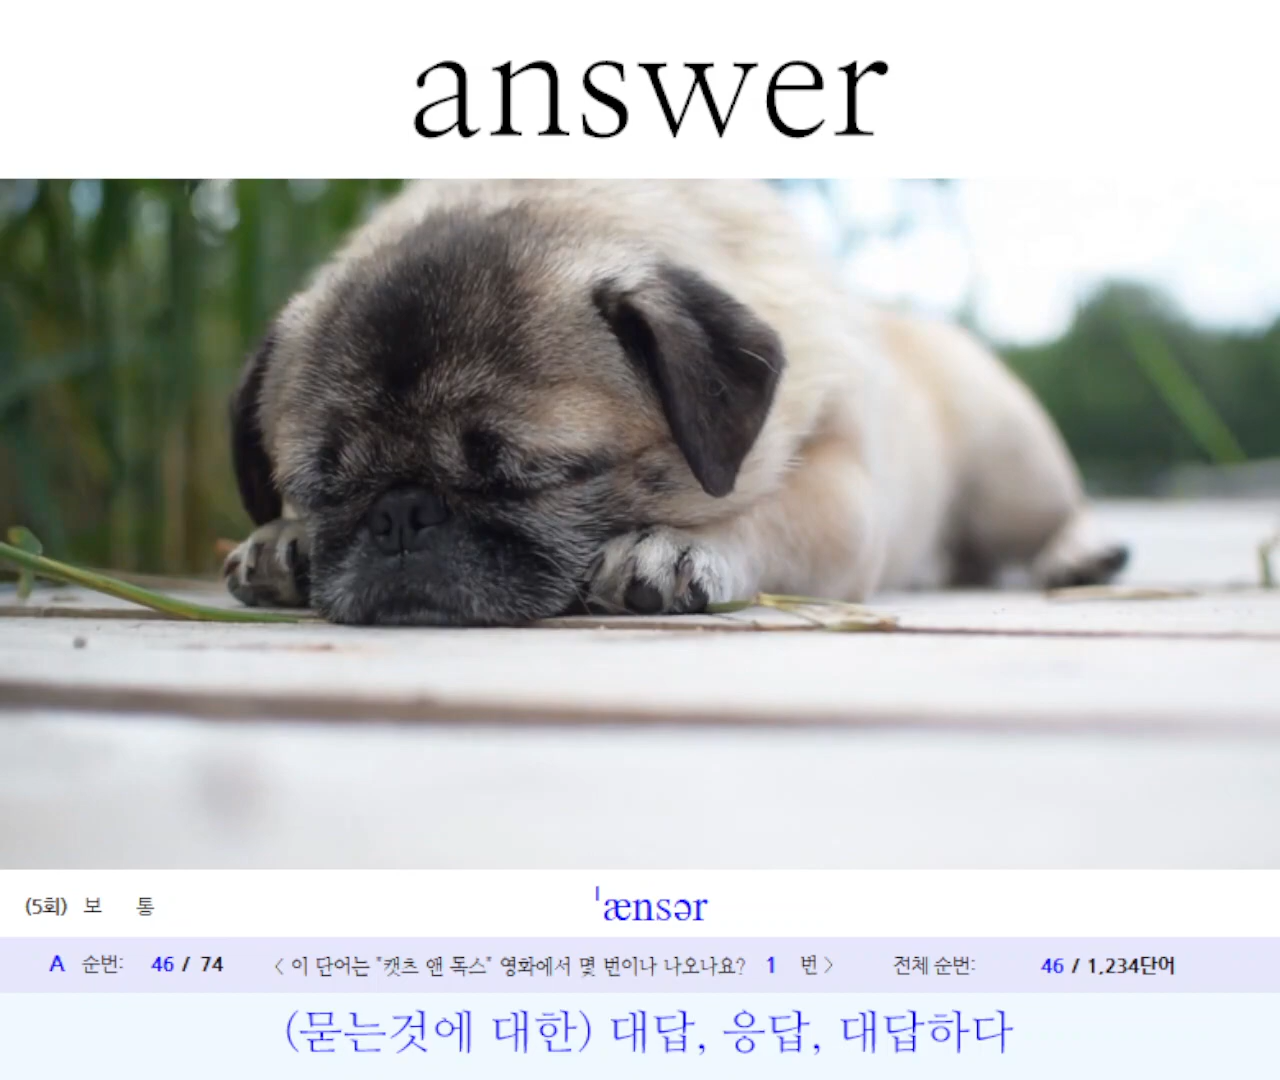 answer
(5회) 보 통 ˈænsər
A 순번: 46 / 74 < 이 단어는 "캣츠 앤 독스" 영화에서 몇 번이나 나오나요? 1 번 > 전체 순번: 46 / 1,234단어
(묻는것에 대한) 대답, 응답, 대답하다